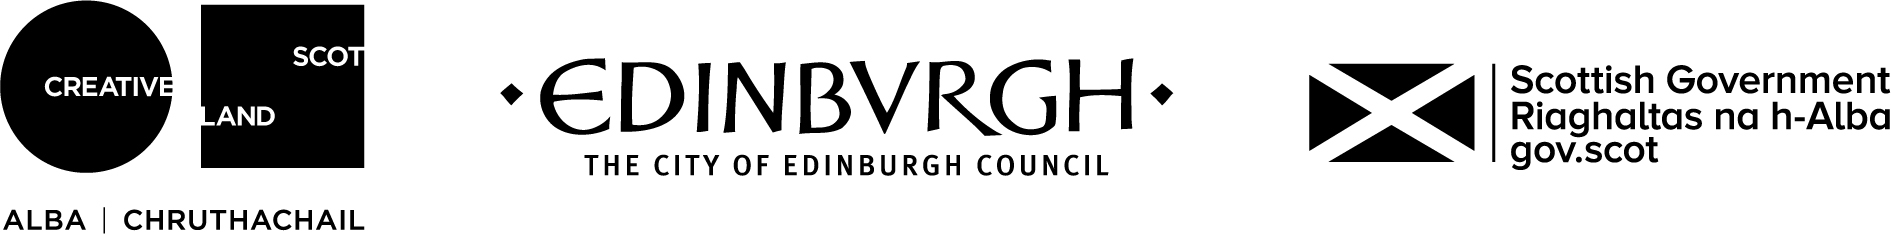 CREATIVE
SCOT
LAND
ALBA | CHRUTHACHAIL
EDINBVRGH
THE CITY OF EDINBURGH COUNCIL
Scottish Government
Riaghaltas na h-Alba
gov.scot